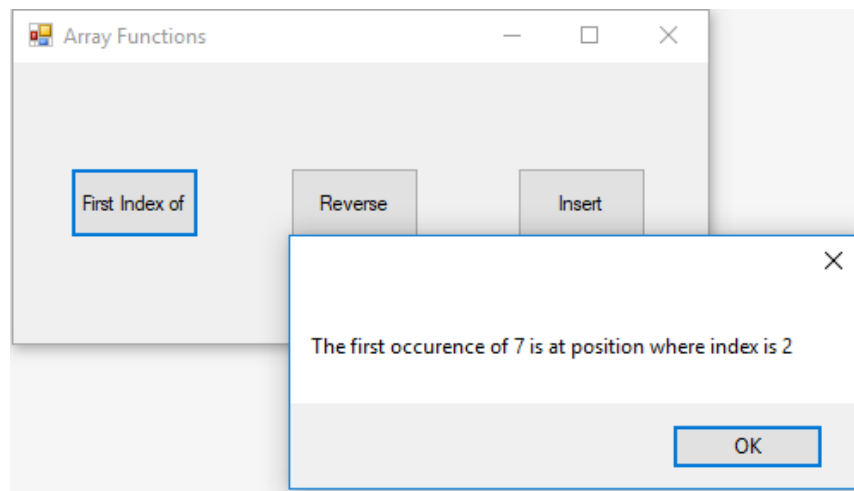 Array Functions
First Index of
Reverse
Insert
The first occurence of 7 is at position where index is 2
OK